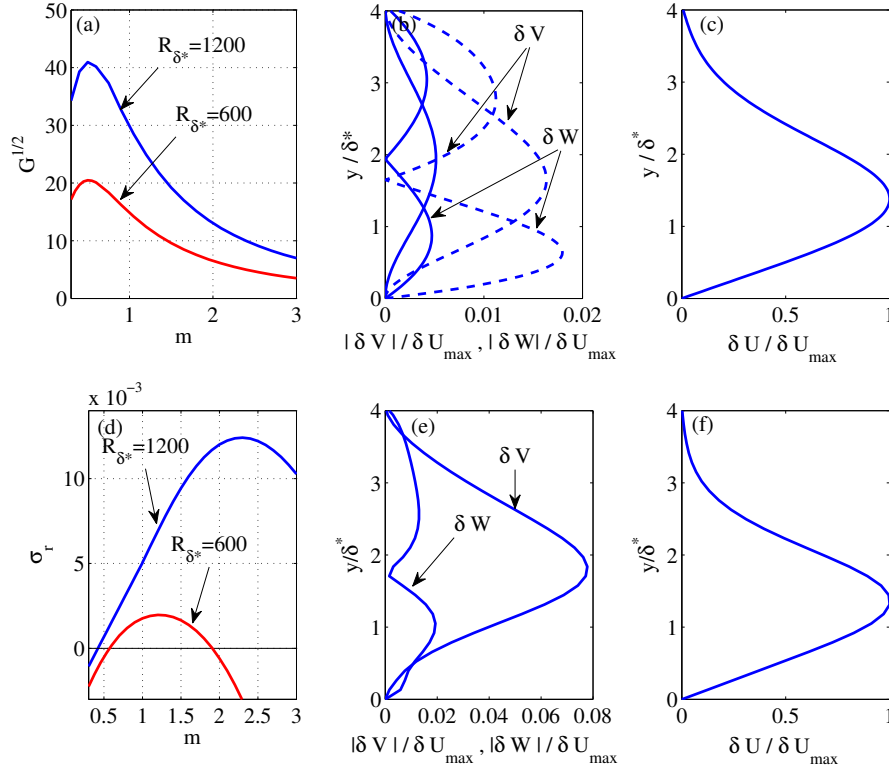 (a)
50
40
30
20
10
0
G^{1/2}
R_{δ*}=1200
R_{δ*}=600
1 2 3
m
(b)
4
3
2
1
0
y / δ*
δ V
δ W
0 0.01 0.02
| δ V | / δ U_max , | δ W| / δ U_max
(c)
4
3
2
1
0
y / δ*
0 0.5 1
δ U / δ U_max
x 10^{-3}
(d)
10
5
0
σ_r
R_{δ*}=1200
R_{δ*}=600
0.5 1 1.5 2 2.5 3
m
(e)
4
3
2
1
0
y/δ*
δ V
δ W
0 0.02 0.04 0.06 0.08
|δ V| / δ U_max , |δ W| / δ U_max
(f)
4
3
2
1
0
y/δ*
0 0.5 1
δ U / δ U_max